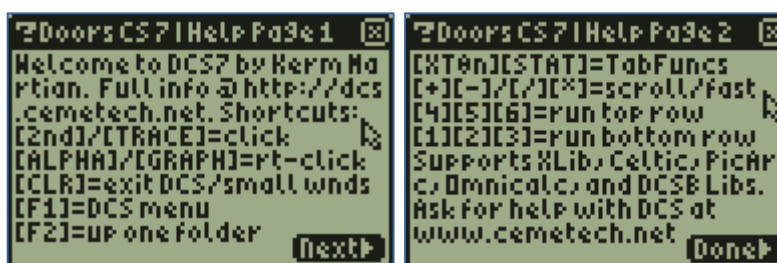 ?Doors CS 7 | Help Page 1
Welcome to DCS7 by Kerm Ma
rtian. Full info @ http://dcs
.cemetech.net. Shortcuts:
[2nd]/[TRACE]=click
[ALPHA]/[GRAPH]=rt-click
[CLR]=exit DCS/small wnds
[F1]=DCS menu
[F2]=up one folder
Next
?Doors CS 7 | Help Page 2
[XTθn][STAT]=TabFuncs
[+][-]/[/][*]=scroll/fast
[4][5][6]=run top row
[1][2][3]=run bottom row
Supports XLib, Celtic, PicAr
c, Omnicalc, and DCSB Libs.
Ask for help with DCS at
www.cemetech.net
Done